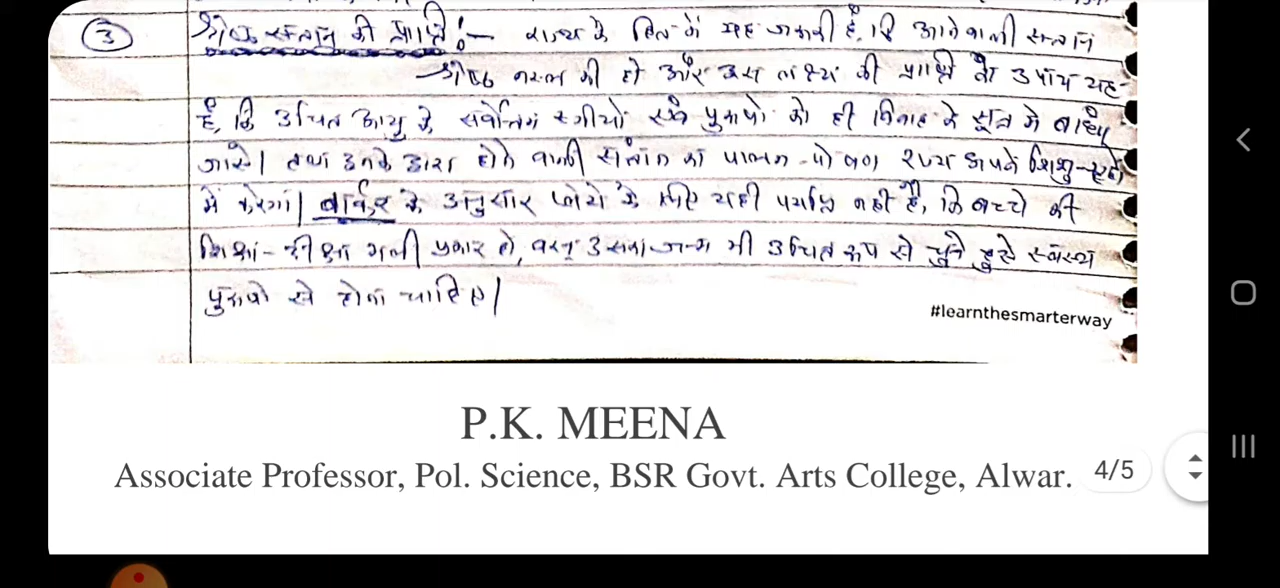 ③ श्रेष्ठ सन्तान की प्राप्ति :- राज्य के हित में यह जरूरी है, कि आनेवाली सन्तान
श्रेष्ठ नस्ल की हो और इस लक्ष्य की प्राप्ति का उपाय यह
है, कि उचित आयु के सर्वोत्तम स्त्रीयों एवं पुरूषो को ही विवाह के सूत्र मे बांधा
जाये। तथा उनके द्वारा होने वाली संतान का पालन-पोषण राज्य अपने शिशु-गृहो
में करेगा। बार्कर के अनुसार प्लेटो के लिए यही पर्याप्त नही है, कि बच्चे की
शिक्षा-दीक्षा भली प्रकार हो, वरन् उसका जन्म भी उचित रूप से चुने हुये स्वस्थ
पुरूषो से होना चाहिए।
#learnthesmarterway
P.K. MEENA
Associate Professor, Pol. Science, BSR Govt. Arts College, Alwar.
4/5